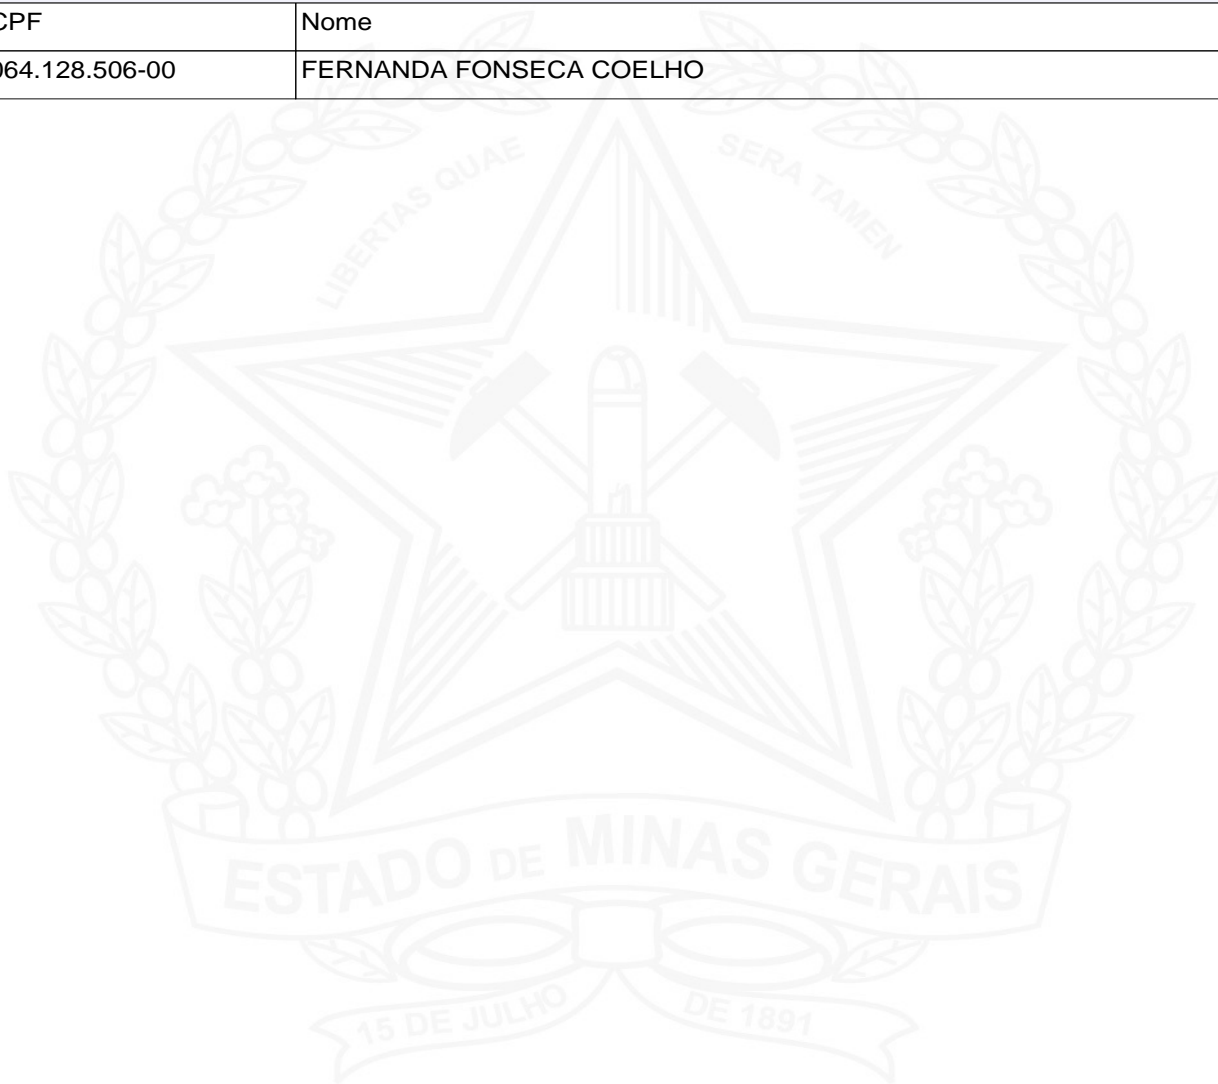 CPF Nome
064.128.506-00 FERNANDA FONSECA COELHO
LIBERTAS QUAE SERA TAMEN
ESTADO DE MINAS GERAIS
15 DE JULHO DE 1891